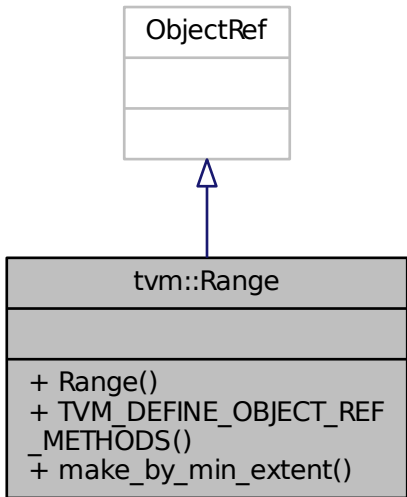 ObjectRef
tvm::Range
+ Range()
+ TVM_DEFINE_OBJECT_REF
_METHODS()
+ make_by_min_extent()